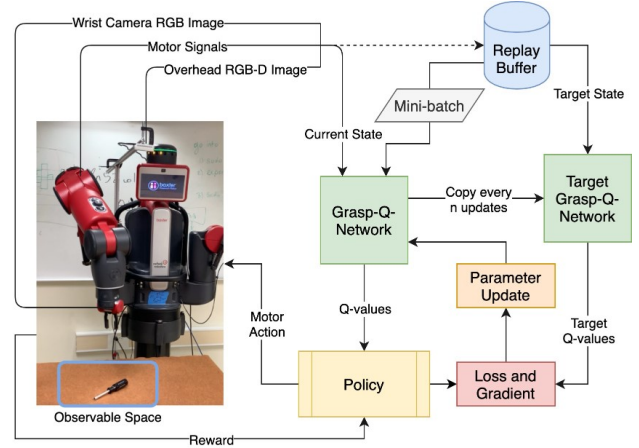 Wrist Camera RGB Image
Motor Signals
Overhead RGB-D Image
Replay
Buffer
Mini-batch
Target State
Current State
Grasp-Q-
Network
Copy every
n updates
Target
Grasp-Q-
Network
baxter
Parameter
Update
Motor
Action
Q-values
Target
Q-values
Policy
Loss and
Gradient
Observable Space
Reward